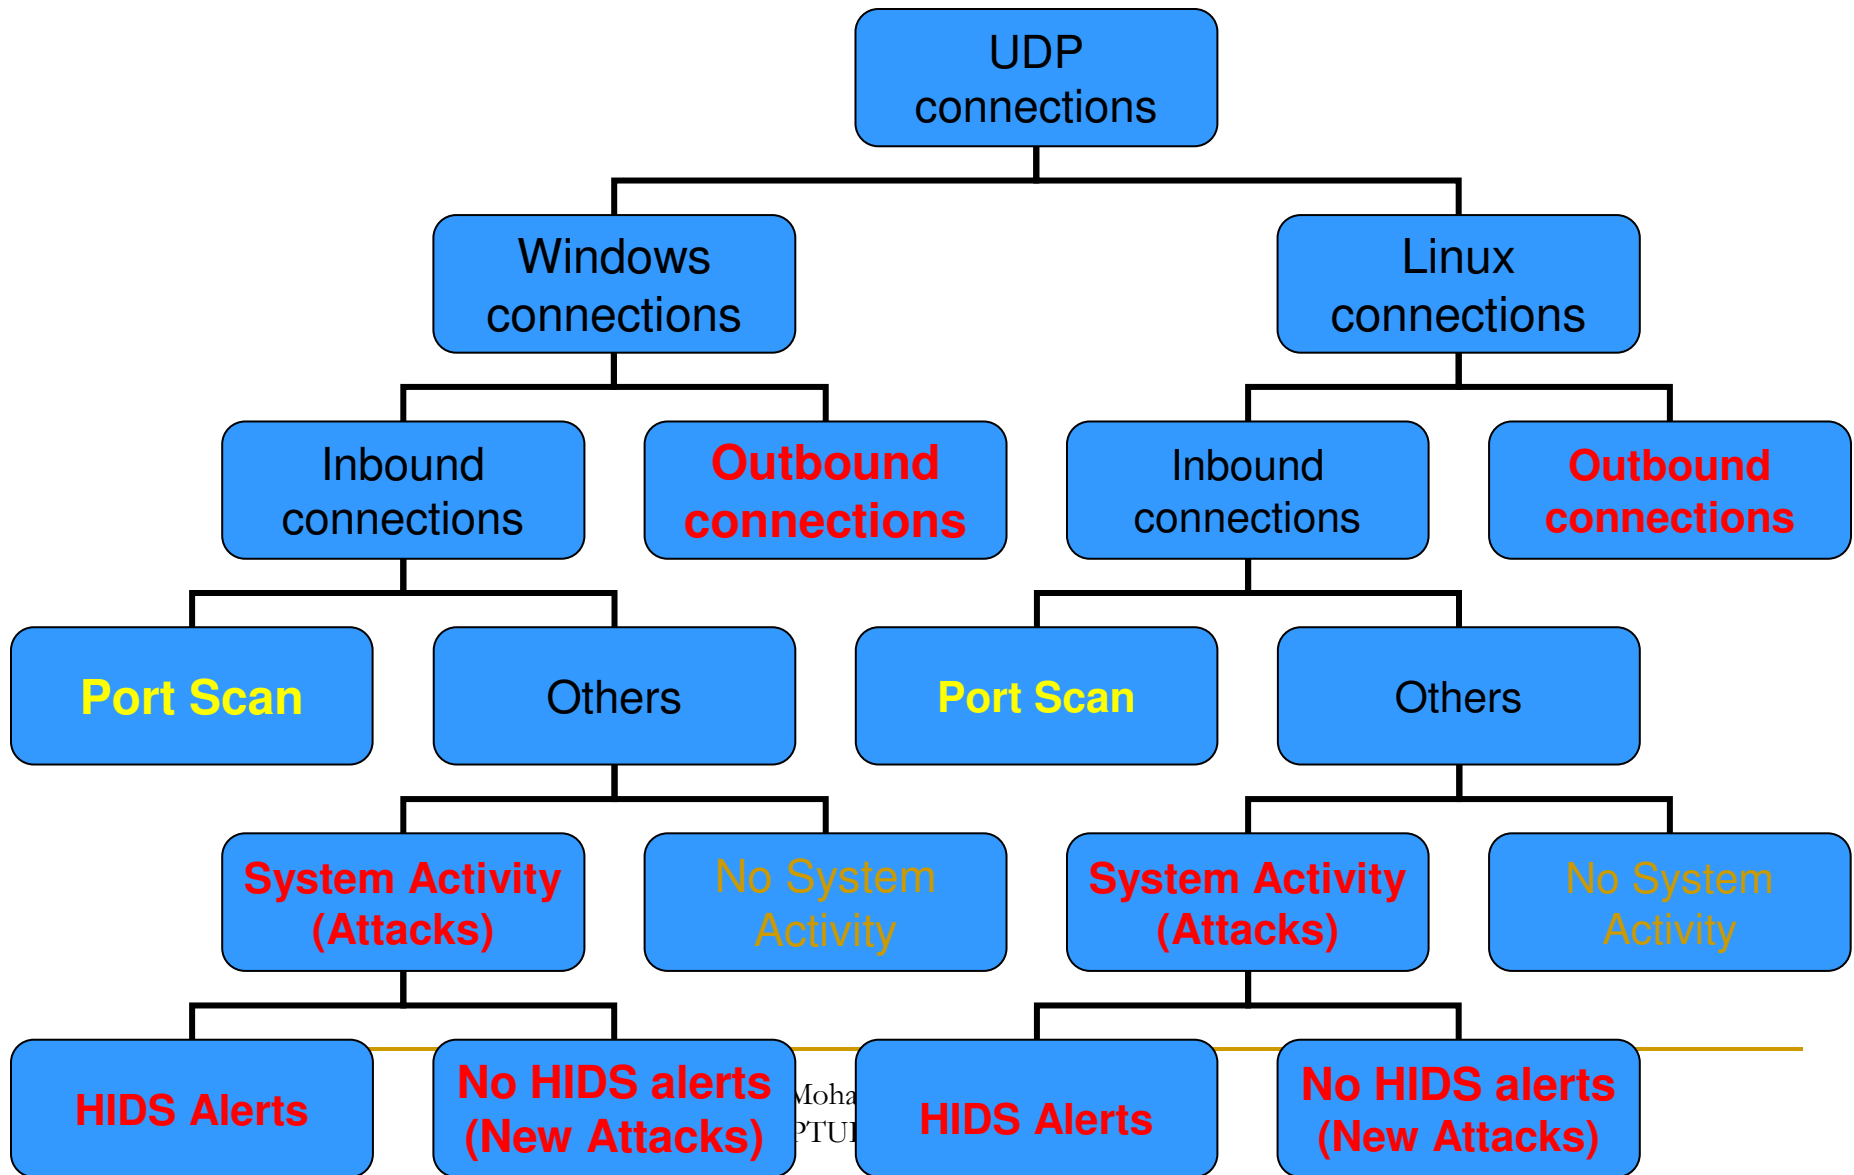 UDP
connections
Windows
connections
Linux
connections
Inbound
connections
Outbound
connections
Inbound
connections
Outbound
connections
Port Scan
Others
Port Scan
Others
System Activity
(Attacks)
No System
Activity
System Activity
(Attacks)
No System
Activity
HIDS Alerts
No HIDS alerts
(New Attacks)
HIDS Alerts
No HIDS alerts
(New Attacks)